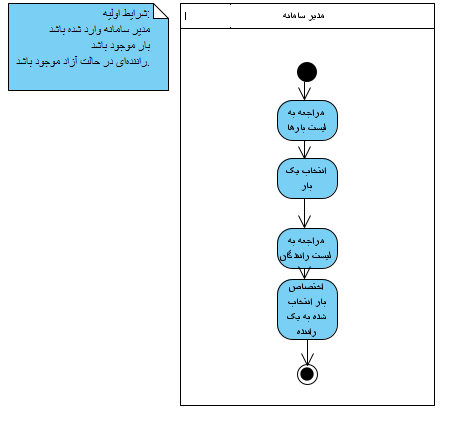 شرایط اولیه:
مدیر سامانه وارد شده باشد
بار موجود باشد
راننده‌ای در حالت آزاد موجود باشد.
مدیر سامانه
مراجعه به
لیست بارها
انتخاب یک
بار
مراجعه به
لیست رانندگان
اختصاص
بار انتخاب
شده به یک
راننده